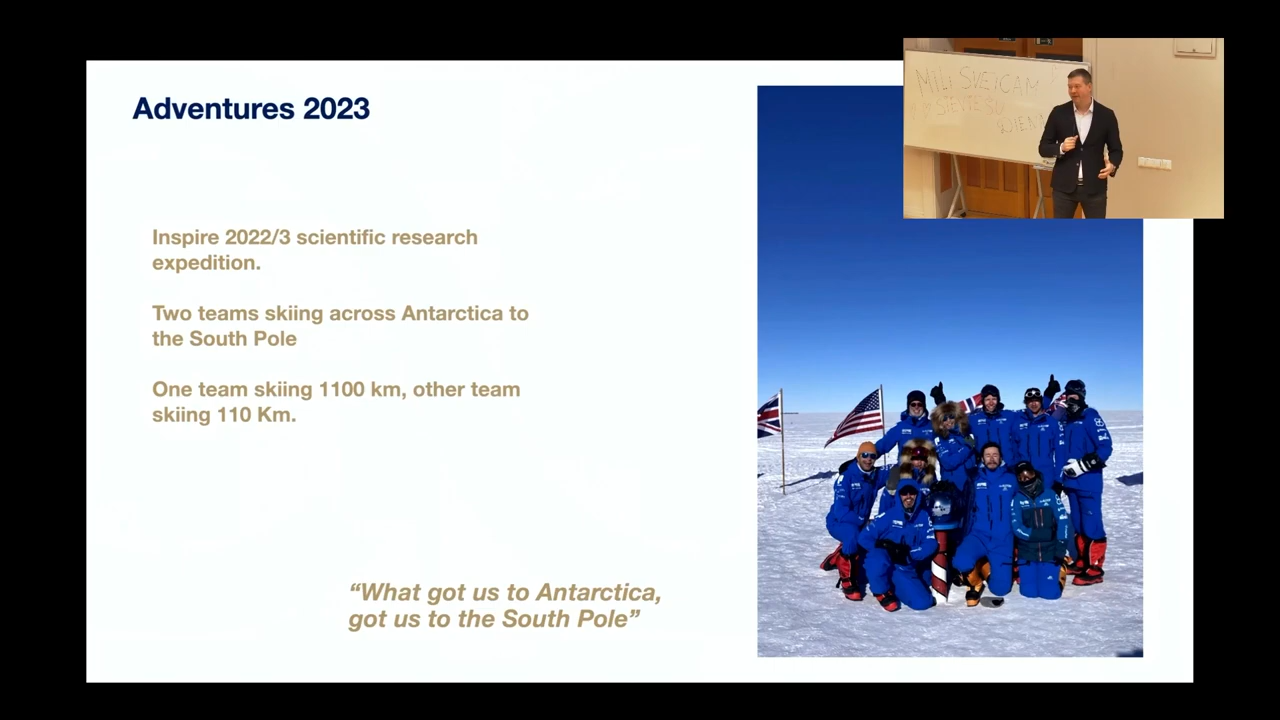 Adventures 2023
MĪĻI SVEICAM
Inspire 2022/3 scientific research
expedition.
Two teams skiing across Antarctica to
the South Pole
One team skiing 1100 km, other team
skiing 110 Km.
“What got us to Antarctica,
got us to the South Pole”